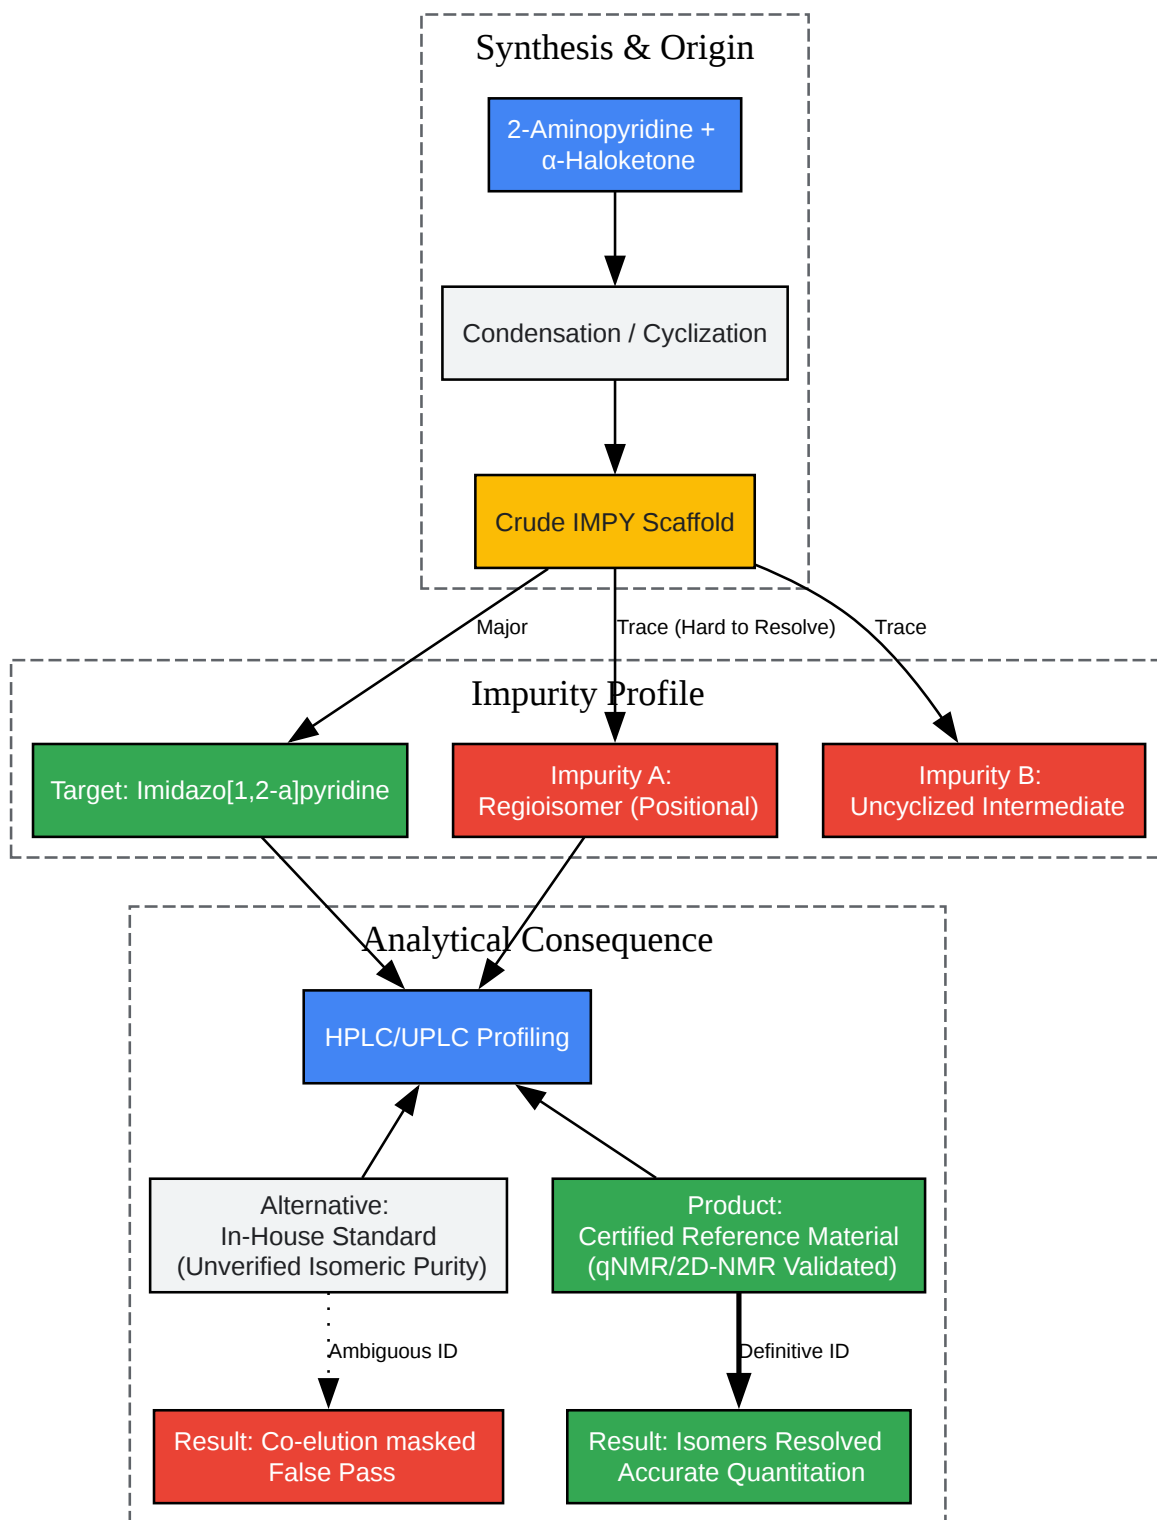 Synthesis & Origin
2-Aminopyridine +
α-Haloketone
Condensation / Cyclization
Crude IMPY Scaffold
Major
Trace (Hard to Resolve)
Trace
Impurity Profile
Target: Imidazo[1,2-a]pyridine
Impurity A:
Regioisomer (Positional)
Impurity B:
Uncyclized Intermediate
Analytical Consequence
HPLC/UPLC Profiling
Alternative:
In-House Standard
(Unverified Isomeric Purity)
Product:
Certified Reference Material
(qNMR/2D-NMR Validated)
Ambiguous ID
Definitive ID
Result: Co-elution masked
False Pass
Result: Isomers Resolved
Accurate Quantitation